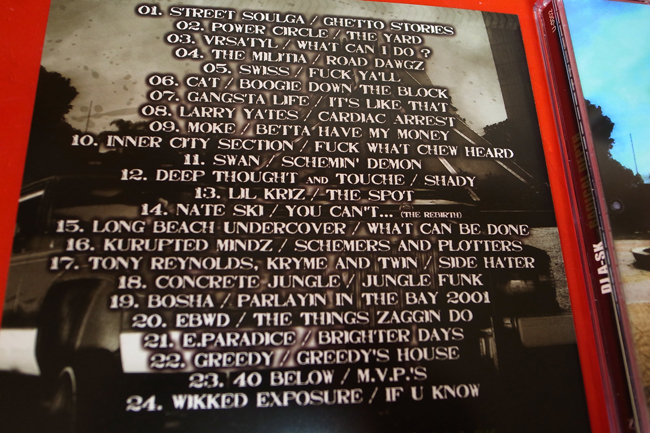 01. STREET SOULGA / GHETTO STORIES
02. POWER CIRCLE / THE YARD
03. VRSATYL / WHAT CAN I DO ?
04. THE MILITIA / ROAD DAWGZ
05. SWISS / FUCK YA'LL
06. CAT / BOOGIE DOWN THE BLOCK
07. GANGSTA LIFE / IT'S LIKE THAT
08. LARRY YATES / CARDIAC ARREST
09. MOKE / BETTA HAVE MY MONEY
10. INNER CITY SECTION / FUCK WHAT CHEW HEARD
11. SWAN / SCHEMIN' DEMON
12. DEEP THOUGHT AND TOUCHE / SHADY
13. LIL KRIZ / THE SPOT
14. NATE SKI / YOU CAN'T... (THE REBIRTH)
15. LONG BEACH UNDERCOVER / WHAT CAN BE DONE
16. KURUPTED MINDZ / SCHEMERS AND PLOTTERS
17. TONY REYNOLDS, KRYME AND TWIN / SIDE HATER
18. CONCRETE JUNGLE / JUNGLE FUNK
19. BOSHA / PARLAYIN IN THE BAY 2001
20. EBWD / THE THINGS ZAGGIN DO
21. E.PARADICE / BRIGHTER DAYS
22. GREEDY / GREEDY'S HOUSE
23. 40 BELOW / M.V.P.'S
24. WIKKED EXPOSURE / IF U KNOW
DJ A-SK